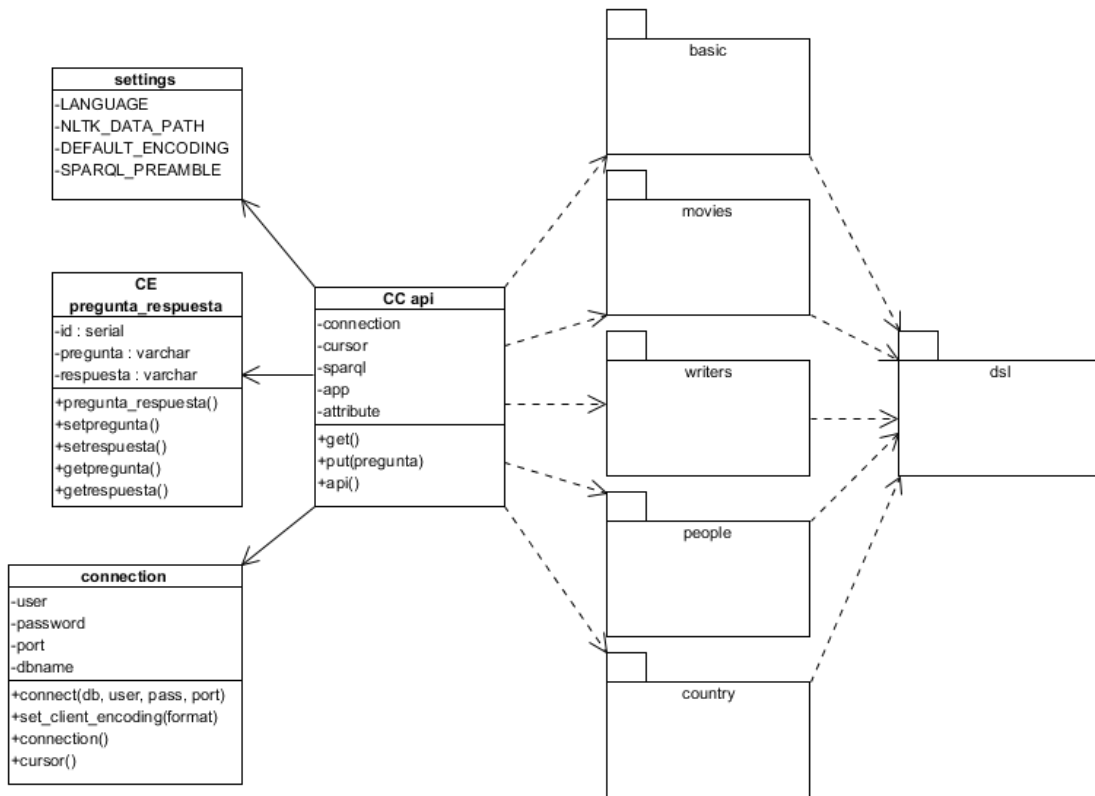 settings
-LANGUAGE
-NLTK_DATA_PATH
-DEFAULT_ENCODING
-SPARQL_PREAMBLE
CE
pregunta_respuesta
-id : serial
-pregunta : varchar
-respuesta : varchar
+pregunta_respuesta()
+setpregunta()
+setrespuesta()
+getpregunta()
+getrespuesta()
connection
-user
-password
-port
-dbname
+connect(db, user, pass, port)
+set_client_encoding(format)
+connection()
+cursor()
CC api
-connection
-cursor
-sparql
-app
-attribute
+get()
+put(pregunta)
+api()
basic
movies
writers
people
country
dsl